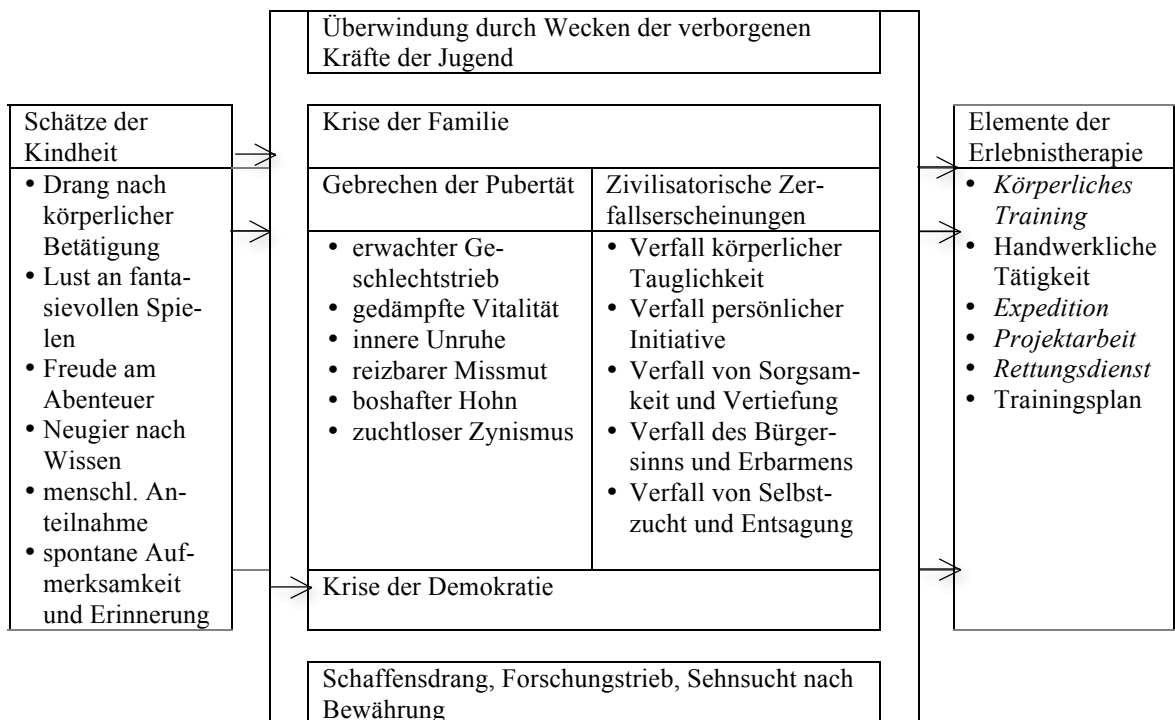 Überwindung durch Wecken der verborgenen
Kräfte der Jugend
Schätze der
Kindheit
• Drang nach
körperlicher
Betätigung
• Lust an fanta-
sievollen Spie-
len
• Freude am
Abenteuer
• Neugier nach
Wissen
• menschl. An-
teilnahme
• spontane Auf-
merksamkeit
und Erinnerung
Krise der Familie
Gebrechen der Pubertät
• erwachter Ge-
schlechtstrieb
• gedämpfte Vitalität
• innere Unruhe
• reizbarer Missmut
• boshafter Hohn
• zuchtloser Zynismus
Zivilisatorische Zer-
fallserscheinungen
• Verfall körperlicher
Tauglichkeit
• Verfall persönlicher
Initiative
• Verfall von Sorgsam-
keit und Vertiefung
• Verfall des Bürger-
sinns und Erbarmens
• Verfall von Selbst-
zucht und Entsagung
Krise der Demokratie
Elemente der
Erlebnistherapie
• Körperliches
Training
• Handwerkliche
Tätigkeit
• Expedition
• Projektarbeit
• Rettungsdienst
• Trainingsplan
Schaffensdrang, Forschungstrieb, Sehnsucht nach
Bewährung